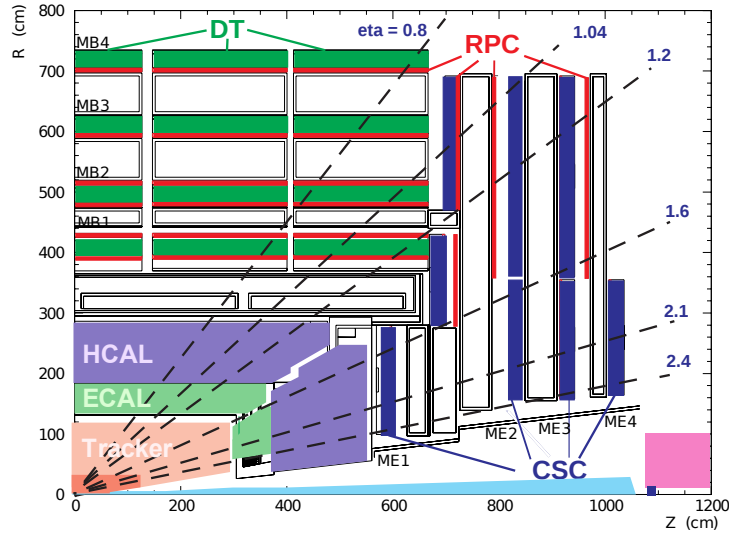 R (cm)
800
700
600
500
400
300
200
100
0
MB4
MB3
MB2
MB1
DT
eta = 0.8
RPC
1.04
1.2
1.6
2.1
2.4
HCAL
ECAL
Tracker
ME1
ME2
ME3
ME4
CSC
0
200
400
600
800
1000
1200
Z (cm)